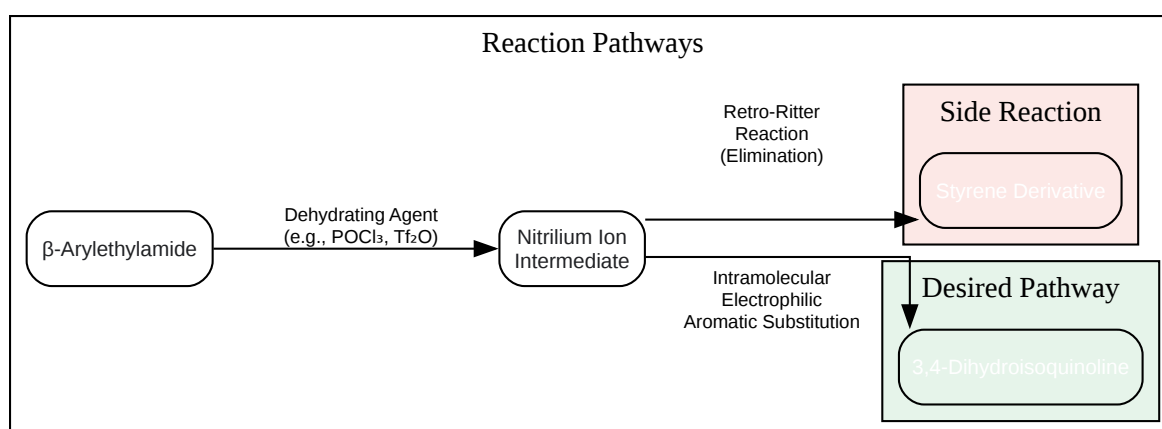 Reaction Pathways
Retro-Ritter
Reaction
(Elimination)
Side Reaction
Styrene Derivative
β-Arylethylamide
Dehydrating Agent
(e.g., POCl₃, Tf₂O)
Nitrilium Ion
Intermediate
Intramolecular
Electrophilic
Aromatic Substitution
Desired Pathway
3,4-Dihydroisoquinoline